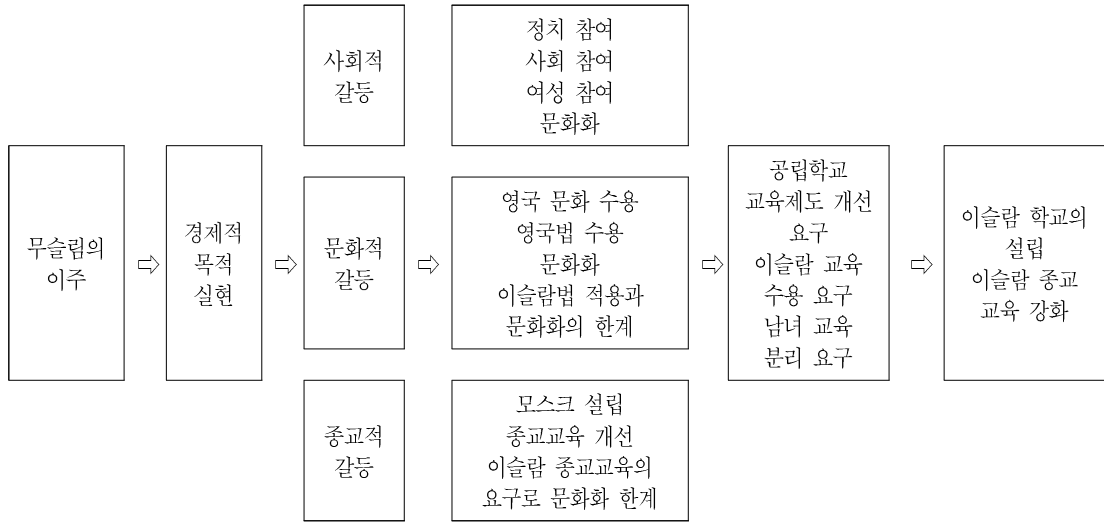 무슬림의
이주
경제적
목적
실현
사회적
갈등
정치 참여
사회 참여
여성 참여
문화화
문화적
갈등
영국 문화 수용
영국법 수용
문화화
이슬람법 적용과
문화화의 한계
종교적
갈등
모스크 설립
종교교육 개선
이슬람 종교교육의
요구로 문화화 한계
공립학교
교육제도 개선
요구
이슬람 교육
수용 요구
남녀 교육
분리 요구
이슬람 학교의
설립
이슬람 종교
교육 강화